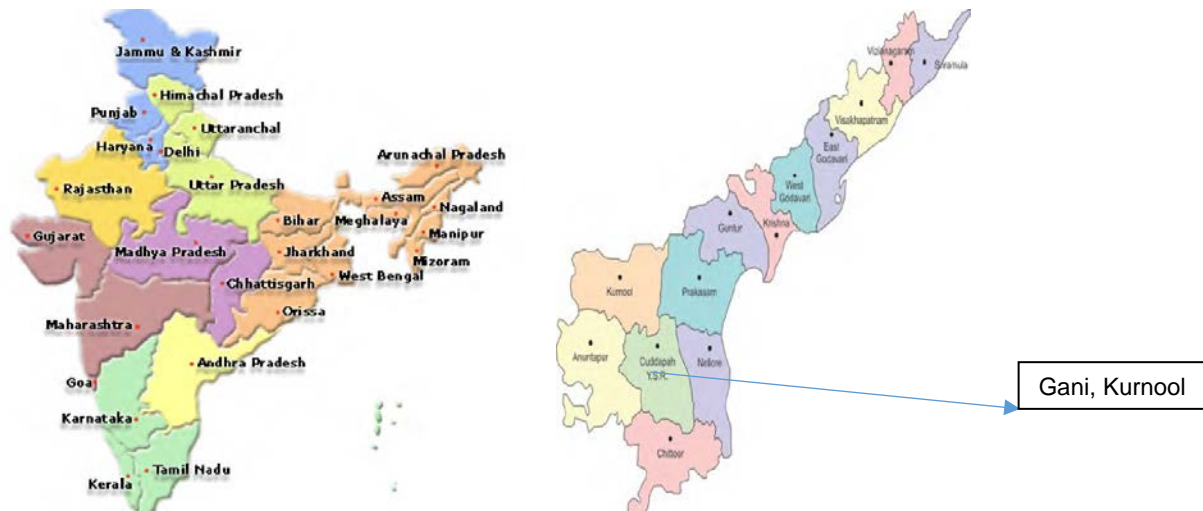 Jammu & Kashmir
Himachal Pradesh
Punjab
Uttaranchal
Haryana
Delhi
Arunachal Pradesh
Rajasthan
Uttar Pradesh
Assam
Bihar
Meghalaya
Nagaland
Gujarat
Madhya Pradesh
Jharkhand
Manipur
Mizoram
West Bengal
Chhattisgarh
Orissa
Maharashtra
Andhra Pradesh
Goa
Karnataka
Tamil Nadu
Kerala
Vizianagaram
Visakhapatnam
East
Godavari
West
Godavari
Krishna
Guntur
Kurnool
Prakasam
Anuntapur
Cuddapah
Y.S.R.
Nellore
Chittoor
Gani, Kurnool